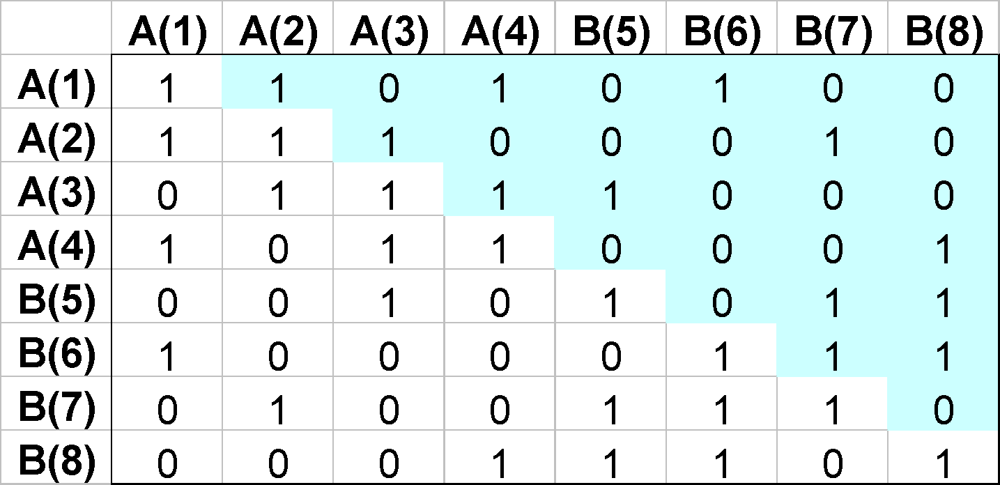 A(1) A(2) A(3) A(4) B(5) B(6) B(7) B(8)
A(1) 1 1 0 1 0 1 0 0
A(2) 1 1 1 0 0 0 1 0
A(3) 0 1 1 1 1 0 0 0
A(4) 1 0 1 1 0 0 0 1
B(5) 0 0 1 0 1 0 1 1
B(6) 1 0 0 0 0 1 1 1
B(7) 0 1 0 0 1 1 1 0
B(8) 0 0 0 1 1 1 0 1